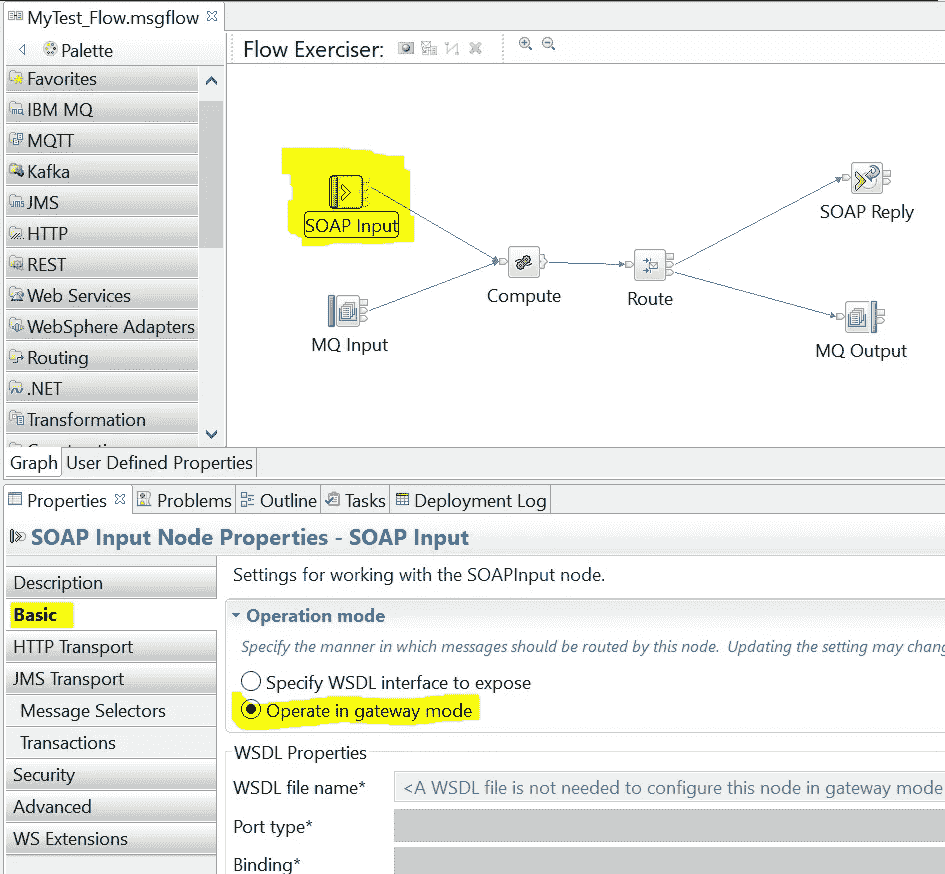 MyTest_Flow.msgflow
Palette
Flow Exerciser:
Favorites
IBM MQ
MQTT
Kafka
JMS
HTTP
REST
Web Services
WebSphere Adapters
Routing
.NET
Transformation
SOAP Input
MQ Input
Compute
Route
SOAP Reply
MQ Output
Graph User Defined Properties
Properties Problems Outline Tasks Deployment Log
SOAP Input Node Properties - SOAP Input
Description
Basic
HTTP Transport
JMS Transport
Message Selectors
Transactions
Security
Advanced
WS Extensions
Settings for working with the SOAPInput node.
Operation mode
Specify the manner in which messages should be routed by this node. Updating the setting may chang
Specify WSDL interface to expose
Operate in gateway mode
WSDL Properties
WSDL file name* <A WSDL file is not needed to configure this node in gateway mode
Port type*
Binding*